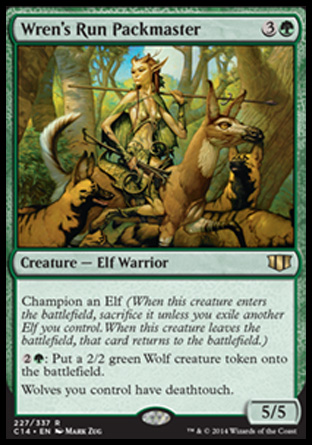 Wren's Run Packmaster 3
Creature — Elf Warrior
Champion an Elf (When this creature enters
the battlefield, sacrifice it unless you exile another
Elf you control. When this creature leaves the
battlefield, that card returns to the battlefield.)
2 : Put a 2/2 green Wolf creature token onto
the battlefield.
Wolves you control have deathtouch.
5/5
227/337 R
C14 • EN Mark Zug
™ & © 2014 Wizards of the Coast